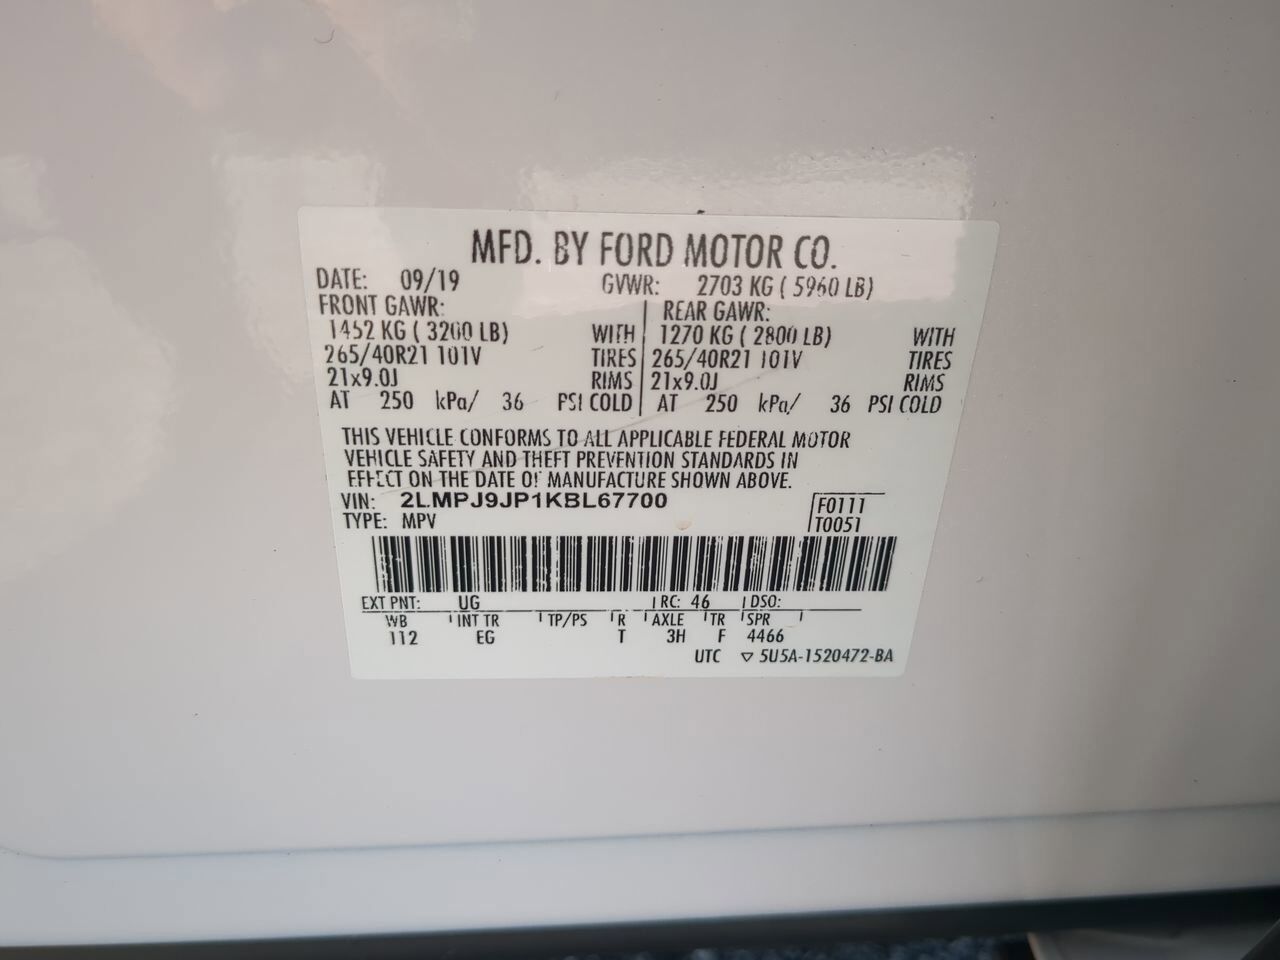 MFD. BY FORD MOTOR CO.
DATE: 09/19 GVWR: 2703 KG ( 5960 LB)
FRONT GAWR: REAR GAWR:
1452 KG ( 3200 LB) WITH 1270 KG ( 2800 LB) WITH
265/40R21 101V TIRES 265/40R21 101V TIRES
21x9.0J RIMS 21x9.0J RIMS
AT 250 kPa/ 36 PSI COLD AT 250 kPa/ 36 PSI COLD
THIS VEHICLE CONFORMS TO ALL APPLICABLE FEDERAL MOTOR
VEHICLE SAFETY AND THEFT PREVENTION STANDARDS IN
EFFECT ON THE DATE OF MANUFACTURE SHOWN ABOVE.
VIN: 2LMPJ9JP1KBL67700 F0111
TYPE: MPV T0051
EXT PNT: UG RC: 46 DSO:
WB INT TR TP/PS R AXLE TR SPR
112 EG T 3H F 4466
UTC ▽ 5U5A-1520472-BA